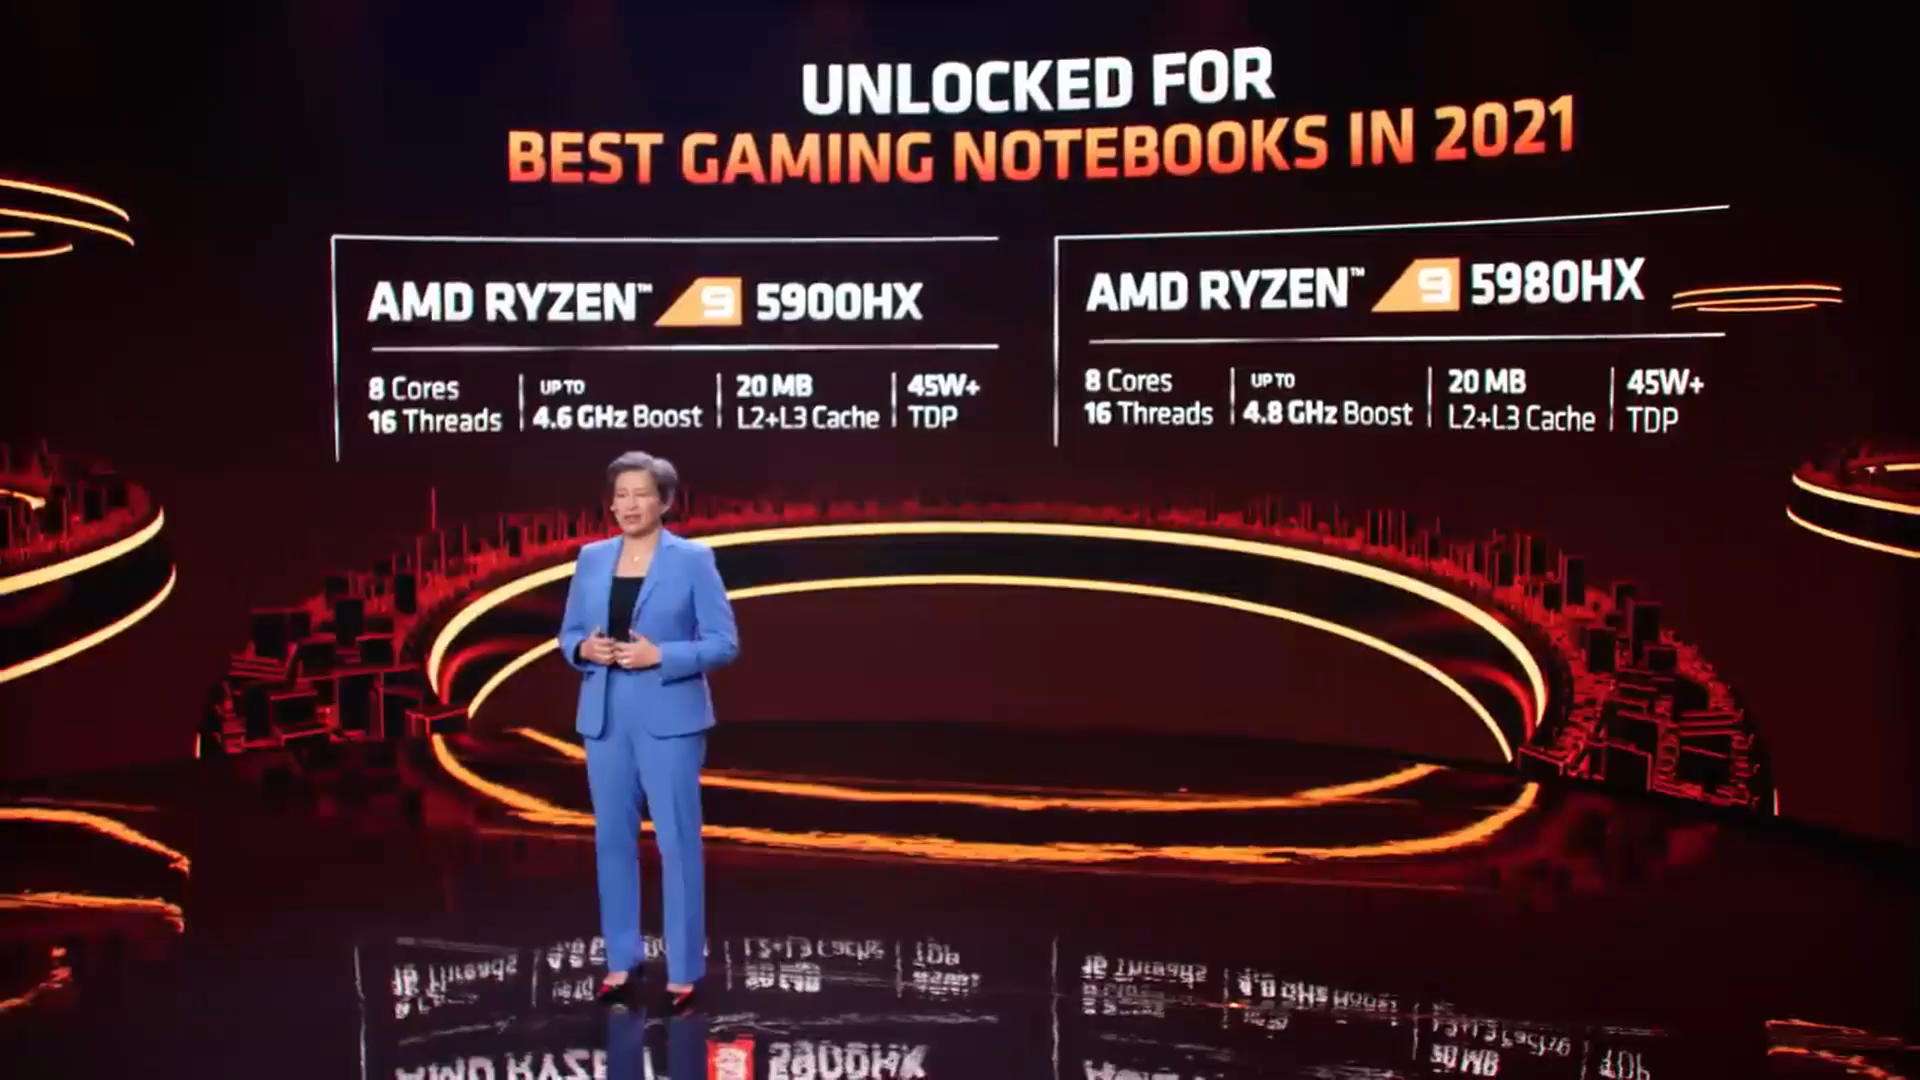 UNLOCKED FOR
BEST GAMING NOTEBOOKS IN 2021
AMD RYZEN™ 9 5900HX
8 Cores
16 Threads
UP TO
4.6 GHz Boost
20 MB
L2+L3 Cache
45W+
TDP
AMD RYZEN™ 9 5980HX
8 Cores
16 Threads
UP TO
4.8 GHz Boost
20 MB
L2+L3 Cache
45W+
TDP